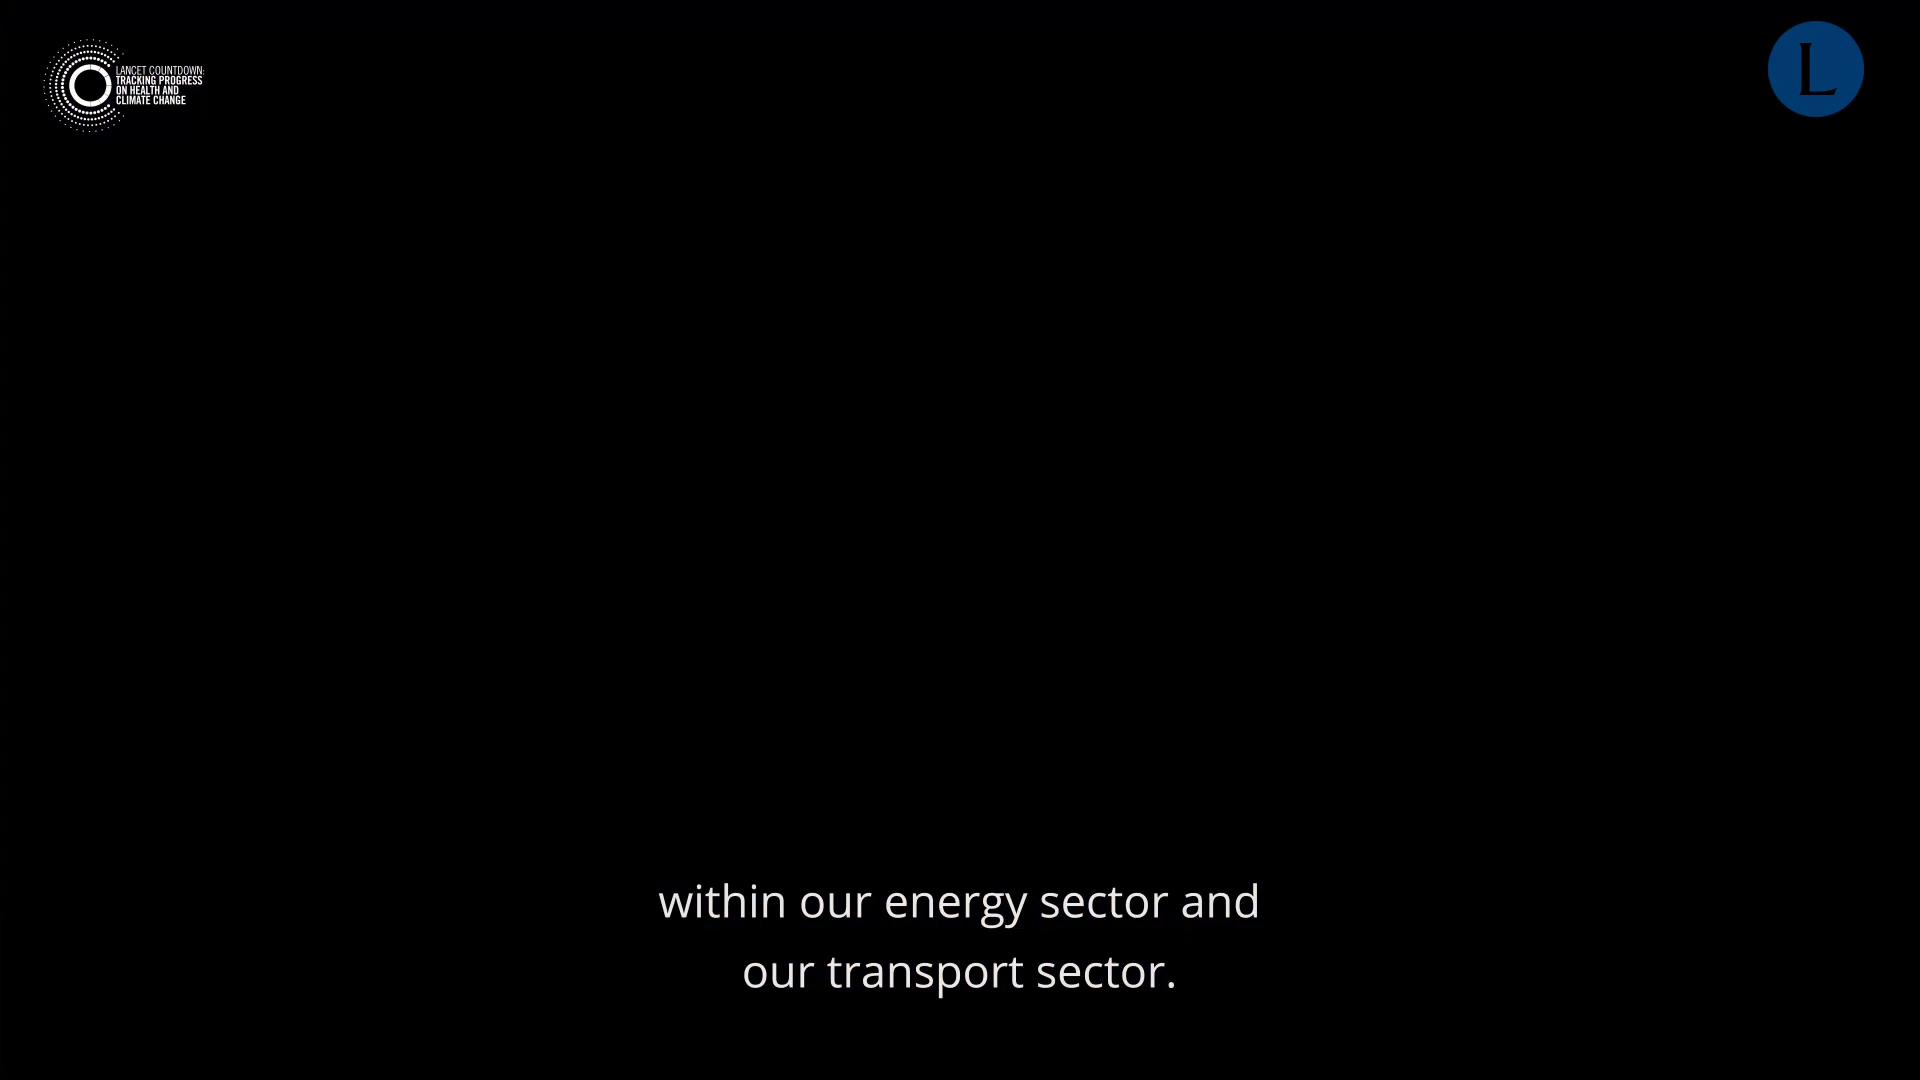 LANCET COUNTDOWN:
TRACKING PROGRESS
ON HEALTH AND
CLIMATE CHANGE
L
within our energy sector and
our transport sector.